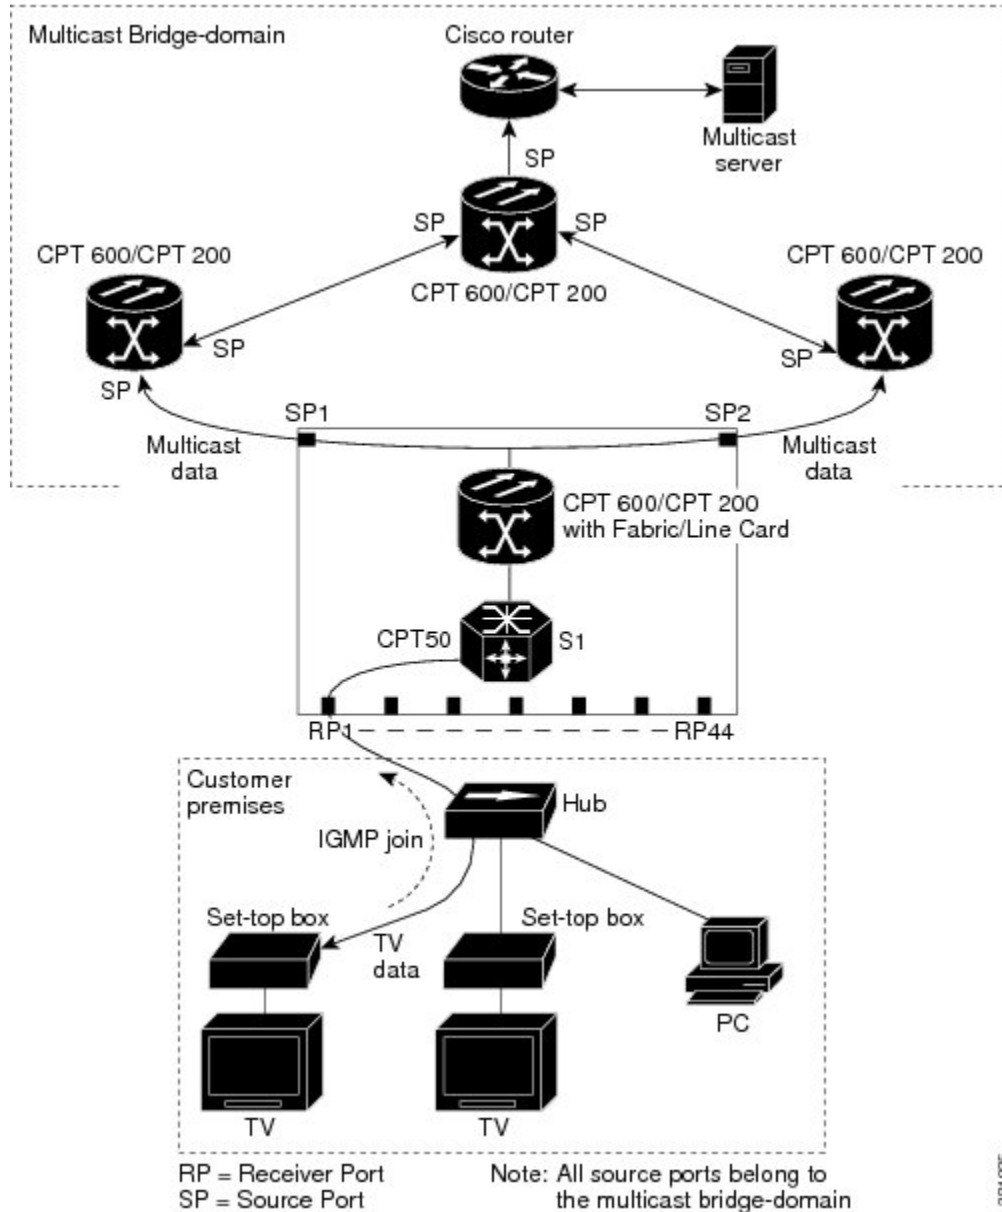 Multicast Bridge-domain
Cisco router
Multicast
server
SP
SP
SP
CPT 600/CPT 200
CPT 600/CPT 200
CPT 600/CPT 200
SP
SP
SP
SP1
SP2
Multicast
data
Multicast
data
CPT 600/CPT 200
with Fabric/Line Card
CPT50
S1
RP1
RP44
Customer
premises
Hub
IGMP join
Set-top box
Set-top box
TV
data
PC
TV
TV
RP = Receiver Port
SP = Source Port
Note: All source ports belong to
the multicast bridge-domain